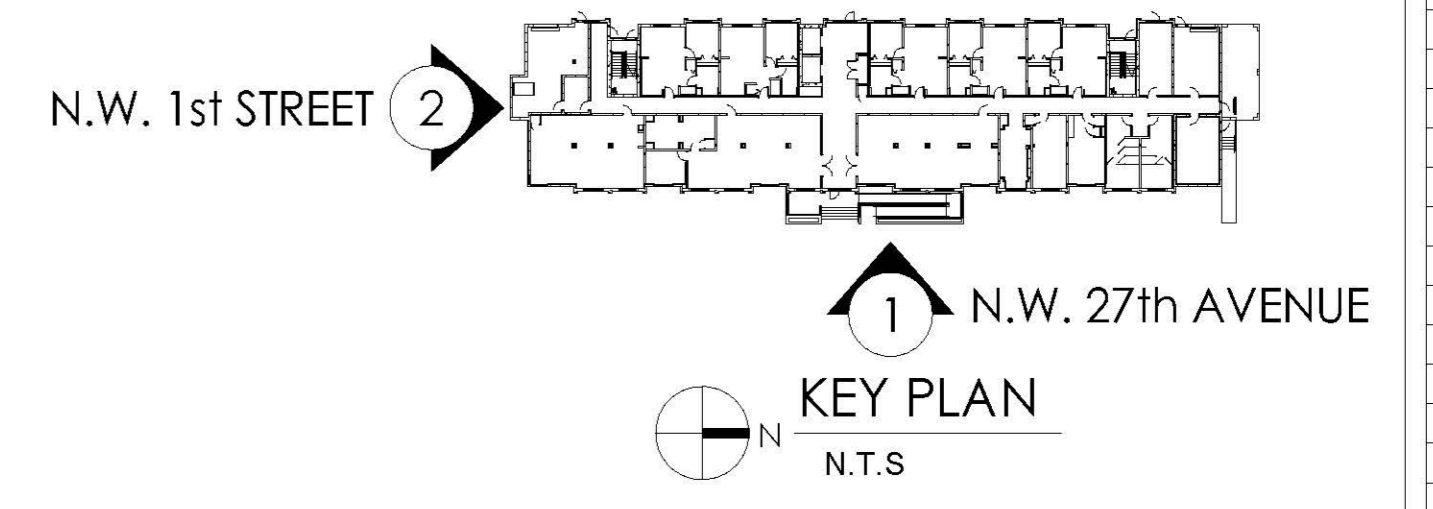 N.W. 1st STREET 2
1 N.W. 27th AVENUE
KEY PLAN
N
N.T.S